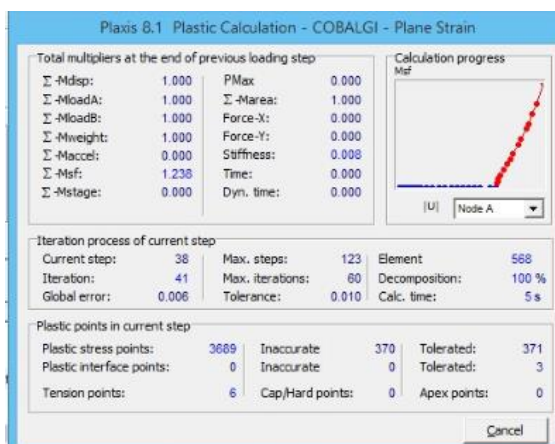 Plaxis 8.1 Plastic Calculation - COBALGI - Plane Strain
Total multipliers at the end of previous loading step
Σ -Mdisp: 1.000 PMax 0.000
Σ -MloadA: 1.000 Σ -Marea: 1.000
Σ -MloadB: 1.000 Force-X: 0.000
Σ -Mweight: 1.000 Force-Y: 0.000
Σ -Maccel: 0.000 Stiffness: 0.008
Σ -Msf: 1.238 Time: 0.000
Σ -Mstage: 0.000 Dyn. time: 0.000
Calculation progress
Msf
|U| Node A
Iteration process of current step
Current step: 38 Max. steps: 123 Element 568
Iteration: 41 Max. iterations: 60 Decomposition: 100 %
Global error: 0.006 Tolerance: 0.010 Calc. time: 5 s
Plastic points in current step
Plastic stress points: 3689 Inaccurate 370 Tolerated: 371
Plastic interface points: 0 Inaccurate 0 Tolerated: 3
Tension points: 6 Cap/Hard points: 0 Apex points: 0
Cancel